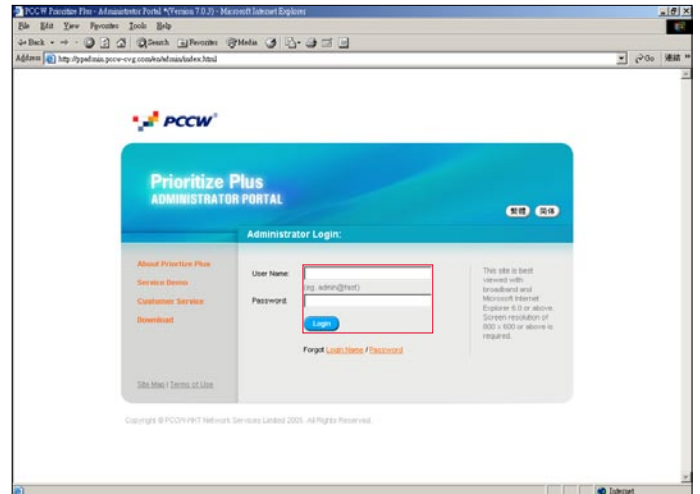 PCCW Prioritize Plus - Administrator Portal *(Version 7.0.J) - Microsoft Internet Explorer
File Edit View Favorites Tools Help
Back Search Favorites Media
Address http://ppadmin.pccw-cvg.com/en/admin/index.html Go 連結 »
PCCW®
Prioritize Plus
ADMINISTRATOR PORTAL
繁體 简体
Administrator Login:
About Prioritize Plus
Service Demo
Customer Service
Download
User Name:
(eg. admin@fast)
Password:
Login
Forgot Login Name / Password
This site is best
viewed with
broadband and
Microsoft Internet
Explorer 6.0 or above.
Screen resolution of
800 x 600 or above is
required.
Site Map | Terms of Use
Copyright © PCCW-HKT Network Services Limited 2005. All Rights Reserved.
Internet